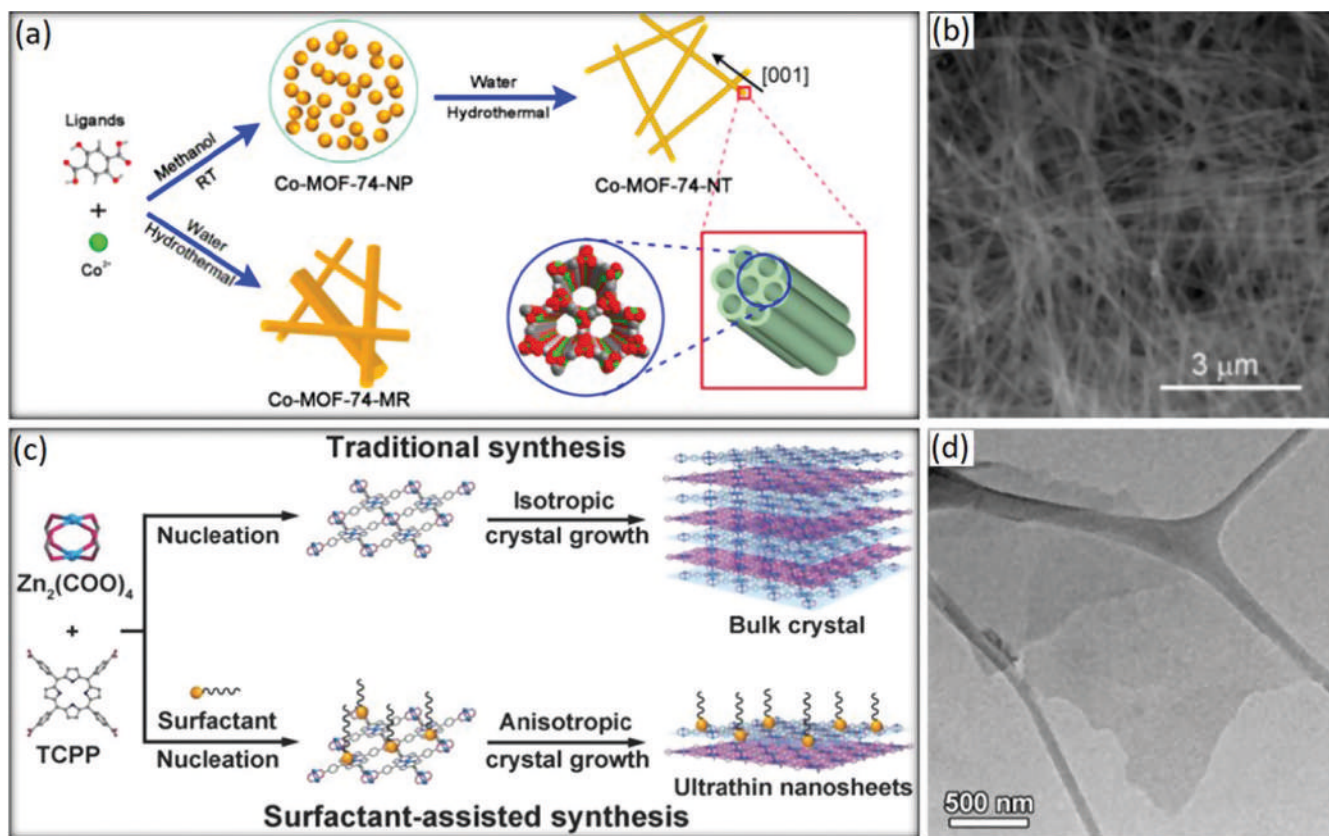 (a)
Ligands
+
Co²⁺
Methanol
RT
Water
Hydrothermal
Co-MOF-74-NP
Water
Hydrothermal
Co-MOF-74-NT
[001]
Co-MOF-74-MR
(b)
3 μm
(c)
Traditional synthesis
Zn₂(COO)₄
+
TCPP
Nucleation
Isotropic
crystal growth
Bulk crystal
Surfactant
Nucleation
Anisotropic
crystal growth
Ultrathin nanosheets
Surfactant-assisted synthesis
(d)
500 nm